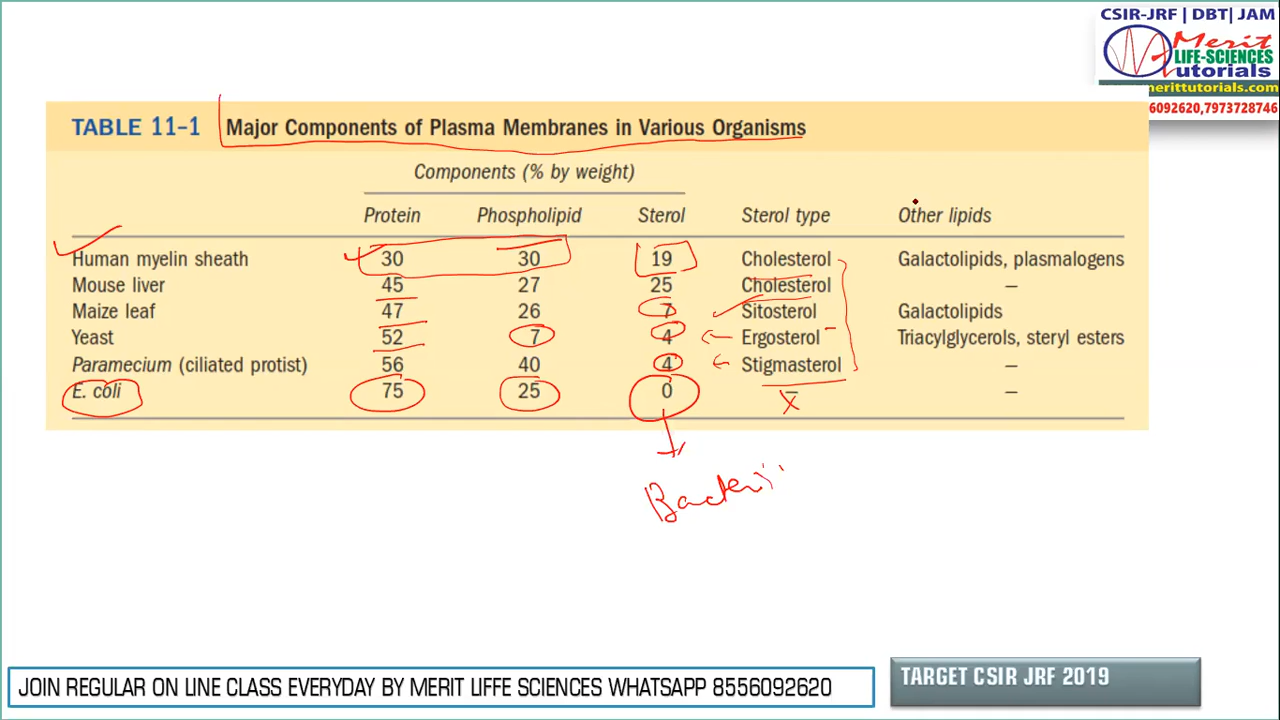 CSIR-JRF | DBT| JAM
Merit
LIFE-SCIENCES
utorials
merittutorials.com
6092620,7973728746
TABLE 11–1 Major Components of Plasma Membranes in Various Organisms
Components (% by weight)
Protein Phospholipid Sterol Sterol type Other lipids
Human myelin sheath 30 30 19 Cholesterol Galactolipids, plasmalogens
Mouse liver 45 27 25 Cholesterol –
Maize leaf 47 26 7 Sitosterol Galactolipids
Yeast 52 7 4 Ergosterol Triacylglycerols, steryl esters
Paramecium (ciliated protist) 56 40 4 Stigmasterol –
E. coli 75 25 0 – –
X
JOIN REGULAR ON LINE CLASS EVERYDAY BY MERIT LIFFE SCIENCES WHATSAPP 8556092620
TARGET CSIR JRF 2019